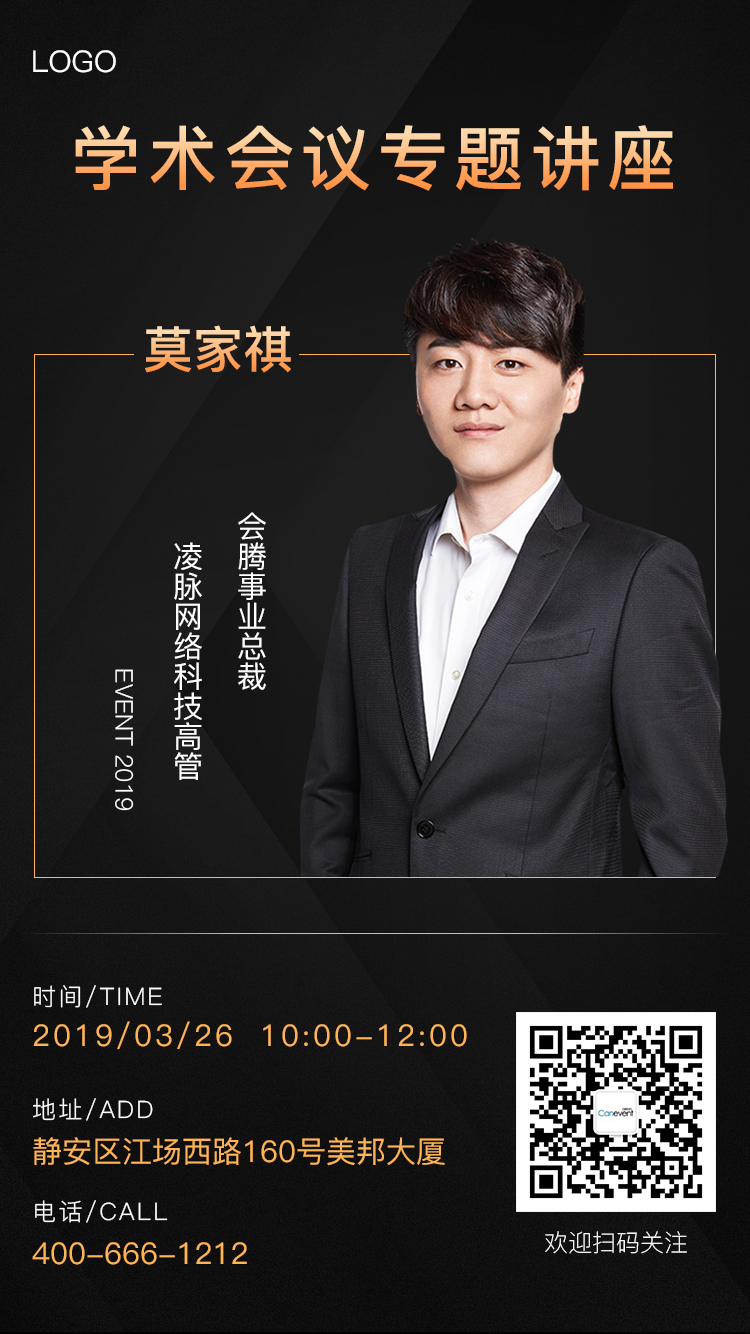 LOGO
学术会议专题讲座
莫家祺
会腾事业总裁
凌脉网络科技高管
EVENT 2019
时间/TIME
2019/03/26 10:00-12:00
地址/ADD
静安区江场西路160号美邦大厦
电话/CALL
400-666-1212
Canevent
欢迎扫码关注